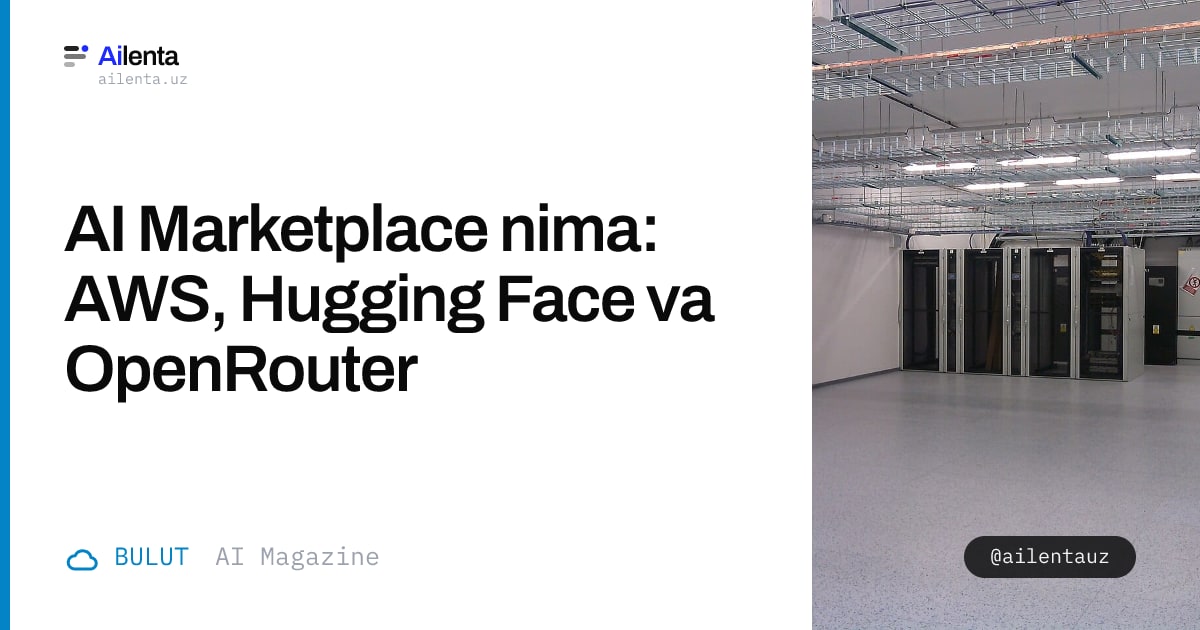 Ailenta
ailenta.uz
AI Marketplace nima:
AWS, Hugging Face va
OpenRouter
BULUT AI Magazine
@ailentauz